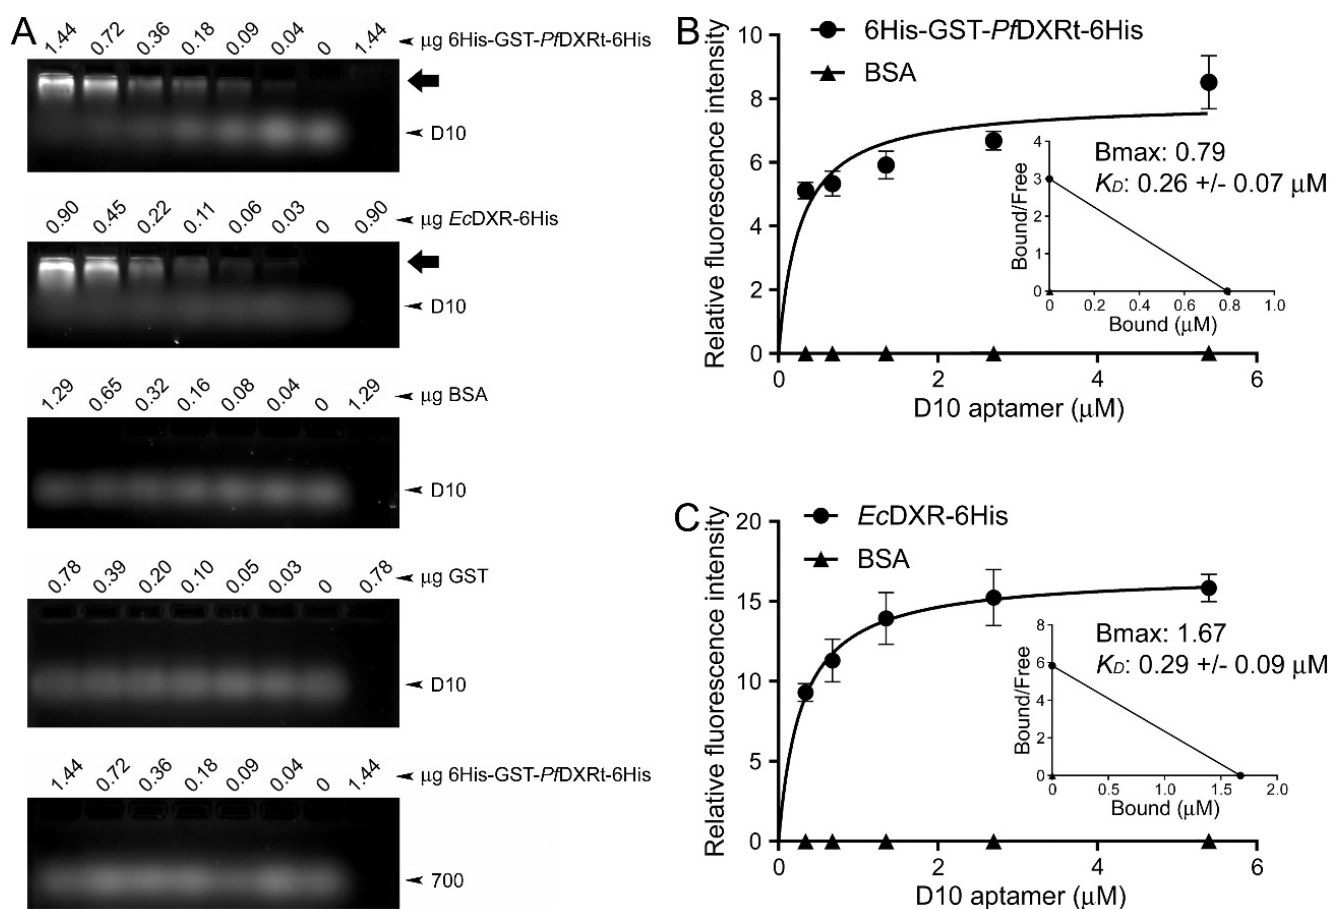 A
1.44 0.72 0.36 0.18 0.09 0.04 0 1.44 µg 6His-GST-PfDXRt-6His
D10
0.90 0.45 0.22 0.11 0.06 0.03 0 0.90 µg EcDXR-6His
D10
1.29 0.65 0.32 0.16 0.08 0.04 0 1.29 µg BSA
D10
0.78 0.39 0.20 0.10 0.05 0.03 0 0.78 µg GST
D10
1.44 0.72 0.36 0.18 0.09 0.04 0 1.44 µg 6His-GST-PfDXRt-6His
700
B
6His-GST-PfDXRt-6His
BSA
Relative fluorescence intensity
10
8
6
4
2
0
0 2 4 6
D10 aptamer (µM)
Bmax: 0.79
KD: 0.26 +/- 0.07 µM
Bound/Free
4
3
2
1
0
0 0.2 0.4 0.6 0.8 1.0
Bound (µM)
C
EcDXR-6His
BSA
Relative fluorescence intensity
20
15
10
5
0
0 2 4 6
D10 aptamer (µM)
Bmax: 1.67
KD: 0.29 +/- 0.09 µM
Bound/Free
8
6
4
2
0
0 0.5 1.0 1.5 2.0
Bound (µM)